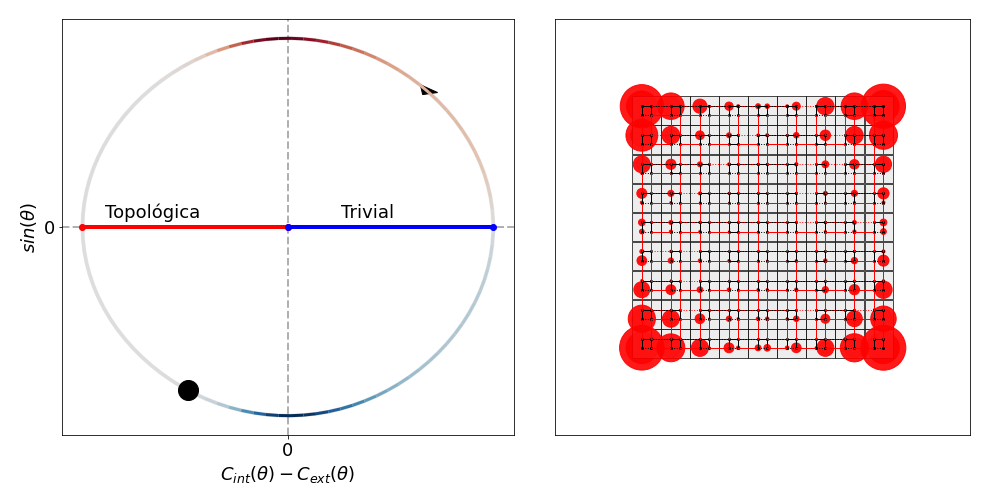 Topológica
Trivial
sin(θ)
0
0
C_int(θ) − C_ext(θ)